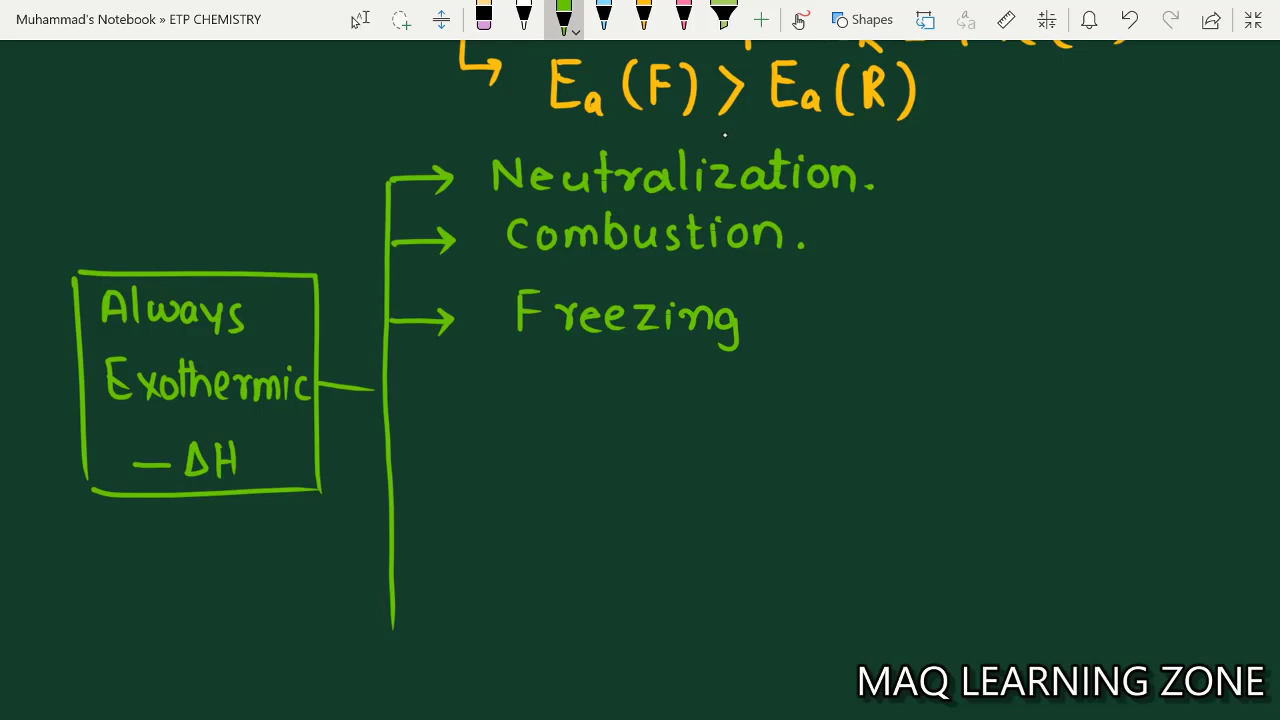 Muhammad's Notebook » ETP CHEMISTRY
Shapes
Ea (F) > Ea (R)
Neutralization.
Combustion.
Freezing
Always
Exothermic
— ΔH
MAQ LEARNING ZONE